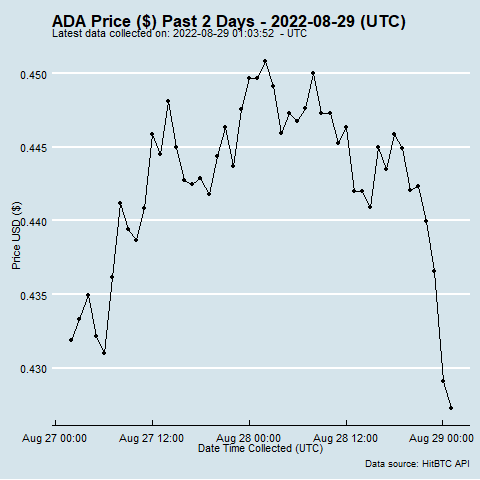 ADA Price ($) Past 2 Days - 2022-08-29 (UTC)
Latest data collected on: 2022-08-29 01:03:52  - UTC
0.450
0.445
0.440
0.435
0.430
Price USD ($)
Aug 27 00:00 Aug 27 12:00 Aug 28 00:00 Aug 28 12:00 Aug 29 00:00
Date Time Collected (UTC)
Data source: HitBTC API